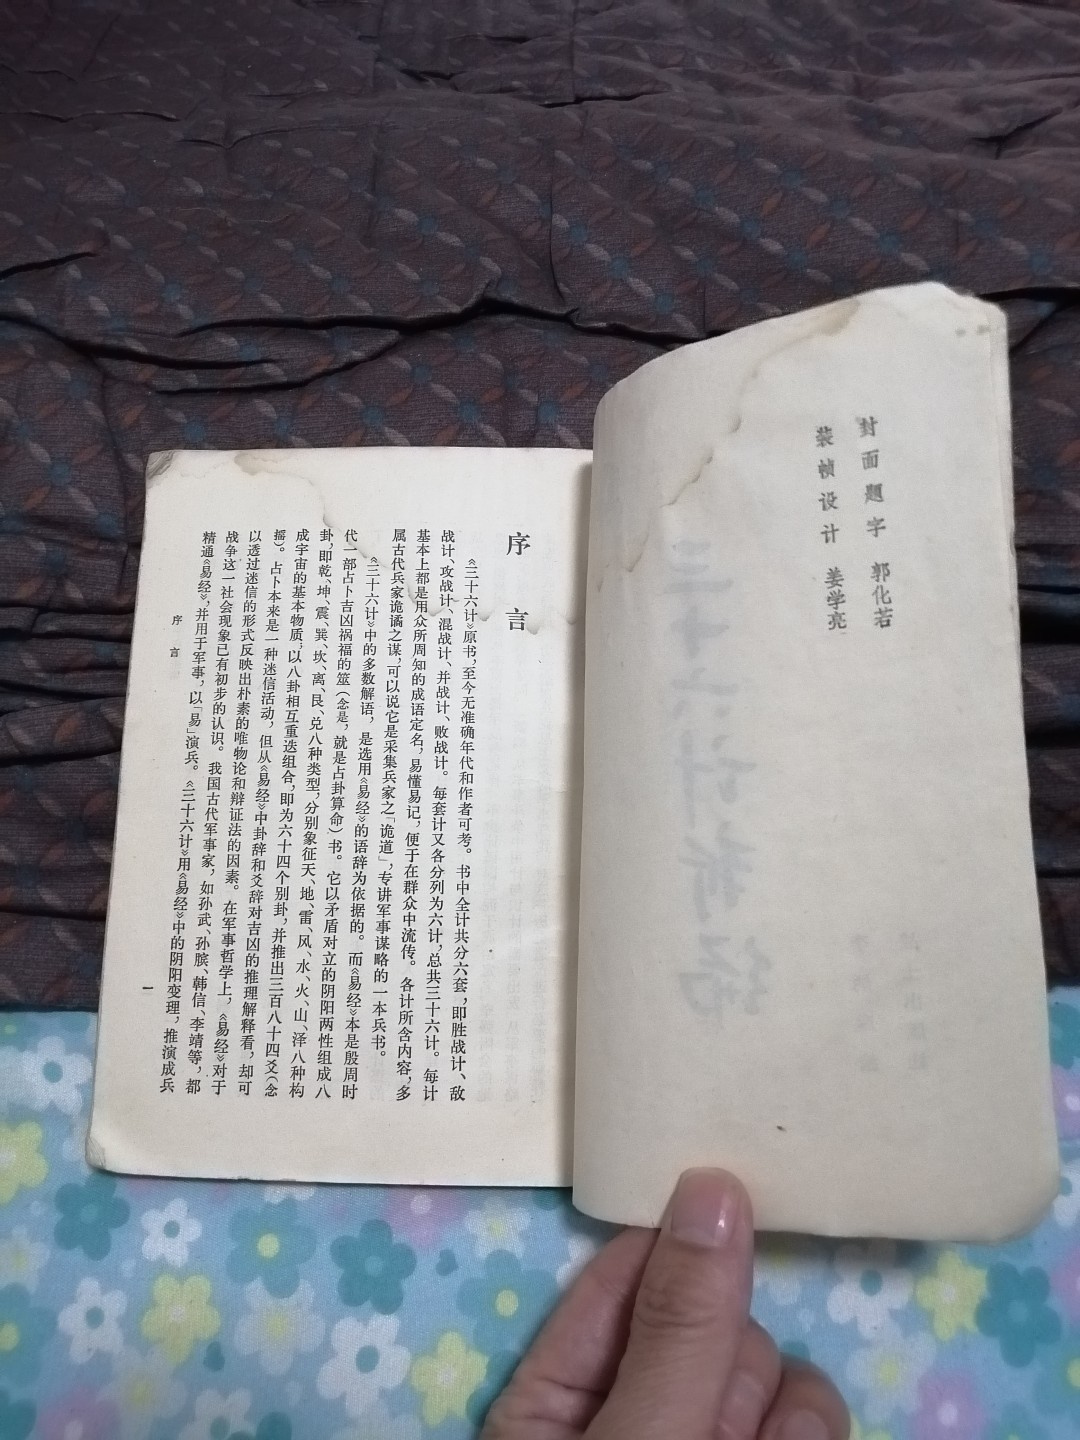 封面题字 郭化若
装帧设计 姜学亮
序言
《三十六计》原书，至今无准确年代和作者可考。书中全计共分六套，即胜战计、敌
战计、攻战计、混战计、并战计、败战计。每套计又各分列为六计，总共三十六计。每计
基本上都是用众所周知的成语定名，易懂易记，便于在群众中流传。各计所含内容，多
属古代兵家诡谲之谋，可以说它是采集兵家之「诡道」，专讲军事谋略的一本兵书。
《三十六计》中的多数解语，是选用《易经》的语辞为依据的。而《易经》本是殷周时
代一部占卜吉凶祸福的筮（念是，就是占卦算命）书。它以矛盾对立的阴阳两性组成八
卦，即乾、坤、震、巽、坎、离、艮、兑八种类型，分别象征天、地、雷、风、水、火、山、泽八种构
成宇宙的基本物质；以八卦相互重迭组合，即为六十四个别卦，并推出三百八十四爻（念
摇）。占卜本来是一种迷信活动，但从《易经》中卦辞和爻辞对吉凶的推理解释看，却可
以透过迷信的形式反映出朴素的唯物论和辩证法的因素。在军事哲学上，《易经》对于
战争这一社会现象已有初步的认识。我国古代军事家，如孙武、孙膑、韩信、李靖等，都
精通《易经》，并用于军事，以「易」演兵。《三十六计》用《易经》中的阴阳变理，推演成兵
序言
一